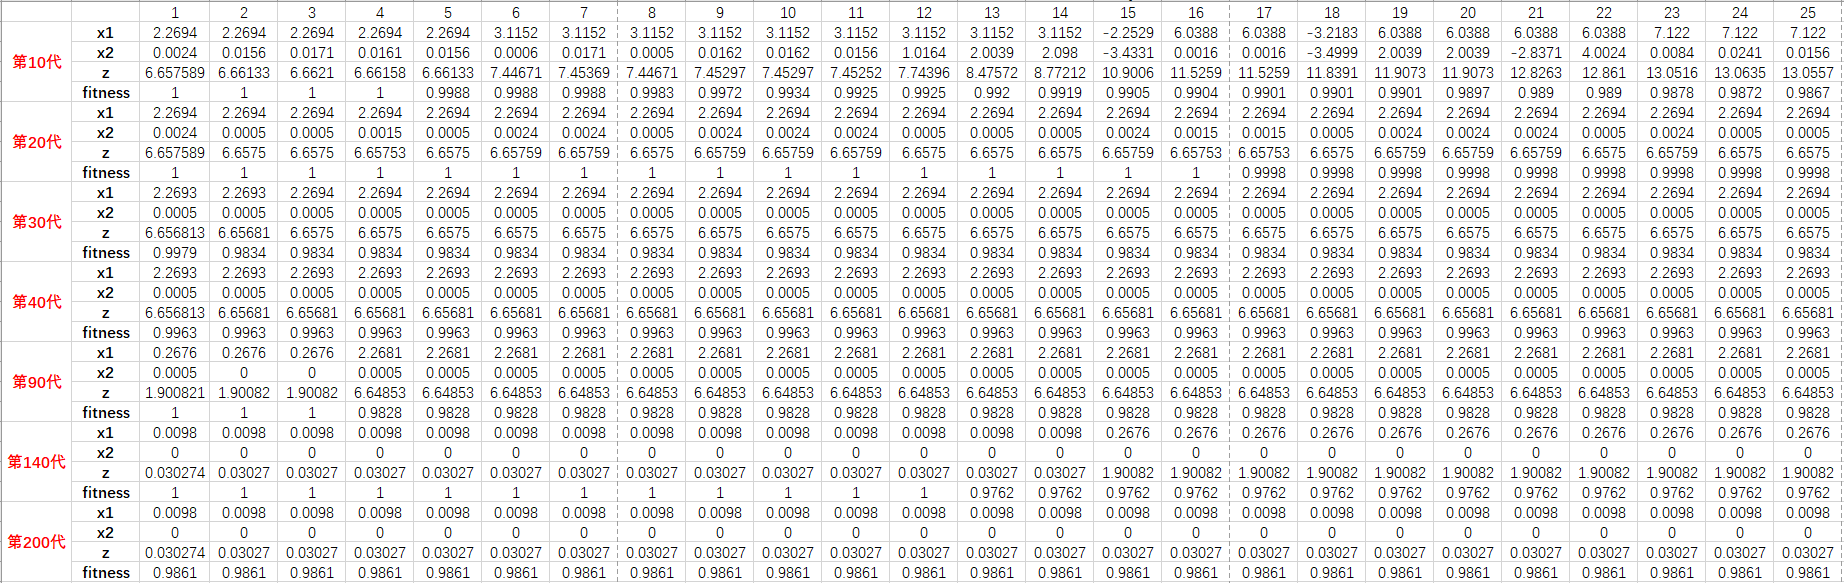 1 2 3 4 5 6 7 8 9 10 11 12 13 14 15 16 17 18 19 20 21 22 23 24 25
第10代
x1 2.2694 2.2694 2.2694 2.2694 2.2694 3.1152 3.1152 3.1152 3.1152 3.1152 3.1152 3.1152 3.1152 3.1152 -2.2529 6.0388 6.0388 -3.2183 6.0388 6.0388 6.0388 6.0388 7.122 7.122 7.122
x2 0.0024 0.0156 0.0171 0.0161 0.0156 0.0006 0.0171 0.0005 0.0162 0.0162 0.0156 1.0164 2.0039 2.098 -3.4331 0.0016 0.0016 -3.4999 2.0039 2.0039 -2.8371 4.0024 0.0084 0.0241 0.0156
z 6.657589 6.66133 6.6621 6.66158 6.66133 7.44671 7.45369 7.44671 7.45297 7.45297 7.45252 7.74396 8.47572 8.77212 10.9006 11.5259 11.5259 11.8391 11.9073 11.9073 12.8263 12.861 13.0516 13.0635 13.0557
fitness 1 1 1 1 0.9988 0.9988 0.9988 0.9983 0.9972 0.9934 0.9925 0.9925 0.992 0.9919 0.9905 0.9904 0.9901 0.9901 0.9901 0.9897 0.989 0.989 0.9878 0.9872 0.9867
第20代
x1 2.2694 2.2694 2.2694 2.2694 2.2694 2.2694 2.2694 2.2694 2.2694 2.2694 2.2694 2.2694 2.2694 2.2694 2.2694 2.2694 2.2694 2.2694 2.2694 2.2694 2.2694 2.2694 2.2694 2.2694 2.2694
x2 0.0024 0.0005 0.0005 0.0015 0.0005 0.0024 0.0024 0.0005 0.0024 0.0024 0.0024 0.0005 0.0005 0.0005 0.0024 0.0015 0.0015 0.0005 0.0024 0.0024 0.0024 0.0005 0.0024 0.0005 0.0005
z 6.657589 6.6575 6.6575 6.65753 6.6575 6.65759 6.65759 6.6575 6.65759 6.65759 6.65759 6.6575 6.6575 6.6575 6.65759 6.65753 6.65753 6.6575 6.65759 6.65759 6.65759 6.6575 6.65759 6.6575 6.6575
fitness 1 1 1 1 1 1 1 1 1 1 1 1 1 1 1 1 0.9998 0.9998 0.9998 0.9998 0.9998 0.9998 0.9998 0.9998 0.9998
第30代
x1 2.2693 2.2693 2.2694 2.2694 2.2694 2.2694 2.2694 2.2694 2.2694 2.2694 2.2694 2.2694 2.2694 2.2694 2.2694 2.2694 2.2694 2.2694 2.2694 2.2694 2.2694 2.2694 2.2694 2.2694 2.2694
x2 0.0005 0.0005 0.0005 0.0005 0.0005 0.0005 0.0005 0.0005 0.0005 0.0005 0.0005 0.0005 0.0005 0.0005 0.0005 0.0005 0.0005 0.0005 0.0005 0.0005 0.0005 0.0005 0.0005 0.0005 0.0005
z 6.656813 6.65681 6.6575 6.6575 6.6575 6.6575 6.6575 6.6575 6.6575 6.6575 6.6575 6.6575 6.6575 6.6575 6.6575 6.6575 6.6575 6.6575 6.6575 6.6575 6.6575 6.6575 6.6575 6.6575 6.6575
fitness 0.9979 0.9834 0.9834 0.9834 0.9834 0.9834 0.9834 0.9834 0.9834 0.9834 0.9834 0.9834 0.9834 0.9834 0.9834 0.9834 0.9834 0.9834 0.9834 0.9834 0.9834 0.9834 0.9834 0.9834 0.9834
第40代
x1 2.2693 2.2693 2.2693 2.2693 2.2693 2.2693 2.2693 2.2693 2.2693 2.2693 2.2693 2.2693 2.2693 2.2693 2.2693 2.2693 2.2693 2.2693 2.2693 2.2693 2.2693 2.2693 2.2693 2.2693 2.2693
x2 0.0005 0.0005 0.0005 0.0005 0.0005 0.0005 0.0005 0.0005 0.0005 0.0005 0.0005 0.0005 0.0005 0.0005 0.0005 0.0005 0.0005 0.0005 0.0005 0.0005 0.0005 0.0005 0.0005 0.0005 0.0005
z 6.656813 6.65681 6.65681 6.65681 6.65681 6.65681 6.65681 6.65681 6.65681 6.65681 6.65681 6.65681 6.65681 6.65681 6.65681 6.65681 6.65681 6.65681 6.65681 6.65681 6.65681 6.65681 6.65681 6.65681 6.65681
fitness 0.9963 0.9963 0.9963 0.9963 0.9963 0.9963 0.9963 0.9963 0.9963 0.9963 0.9963 0.9963 0.9963 0.9963 0.9963 0.9963 0.9963 0.9963 0.9963 0.9963 0.9963 0.9963 0.9963 0.9963 0.9963
第90代
x1 0.2676 0.2676 0.2676 2.2681 2.2681 2.2681 2.2681 2.2681 2.2681 2.2681 2.2681 2.2681 2.2681 2.2681 2.2681 2.2681 2.2681 2.2681 2.2681 2.2681 2.2681 2.2681 2.2681 2.2681 2.2681
x2 0.0005 0 0 0.0005 0.0005 0.0005 0.0005 0.0005 0.0005 0.0005 0.0005 0.0005 0.0005 0.0005 0.0005 0.0005 0.0005 0.0005 0.0005 0.0005 0.0005 0.0005 0.0005 0.0005 0.0005
z 1.900821 1.90082 1.90082 6.64853 6.64853 6.64853 6.64853 6.64853 6.64853 6.64853 6.64853 6.64853 6.64853 6.64853 6.64853 6.64853 6.64853 6.64853 6.64853 6.64853 6.64853 6.64853 6.64853 6.64853 6.64853
fitness 1 1 1 0.9828 0.9828 0.9828 0.9828 0.9828 0.9828 0.9828 0.9828 0.9828 0.9828 0.9828 0.9828 0.9828 0.9828 0.9828 0.9828 0.9828 0.9828 0.9828 0.9828 0.9828 0.9828
第140代
x1 0.0098 0.0098 0.0098 0.0098 0.0098 0.0098 0.0098 0.0098 0.0098 0.0098 0.0098 0.0098 0.0098 0.0098 0.2676 0.2676 0.2676 0.2676 0.2676 0.2676 0.2676 0.2676 0.2676 0.2676 0.2676
x2 0 0 0 0 0 0 0 0 0 0 0 0 0 0 0 0 0 0 0 0 0 0 0 0 0
z 0.030274 0.03027 0.03027 0.03027 0.03027 0.03027 0.03027 0.03027 0.03027 0.03027 0.03027 0.03027 0.03027 0.03027 1.90082 1.90082 1.90082 1.90082 1.90082 1.90082 1.90082 1.90082 1.90082 1.90082 1.90082
fitness 1 1 1 1 1 1 1 1 1 1 1 1 0.9762 0.9762 0.9762 0.9762 0.9762 0.9762 0.9762 0.9762 0.9762 0.9762 0.9762 0.9762 0.9762
第200代
x1 0.0098 0.0098 0.0098 0.0098 0.0098 0.0098 0.0098 0.0098 0.0098 0.0098 0.0098 0.0098 0.0098 0.0098 0.0098 0.0098 0.0098 0.0098 0.0098 0.0098 0.0098 0.0098 0.0098 0.0098 0.0098
x2 0 0 0 0 0 0 0 0 0 0 0 0 0 0 0 0 0 0 0 0 0 0 0 0 0
z 0.030274 0.03027 0.03027 0.03027 0.03027 0.03027 0.03027 0.03027 0.03027 0.03027 0.03027 0.03027 0.03027 0.03027 0.03027 0.03027 0.03027 0.03027 0.03027 0.03027 0.03027 0.03027 0.03027 0.03027 0.03027
fitness 0.9861 0.9861 0.9861 0.9861 0.9861 0.9861 0.9861 0.9861 0.9861 0.9861 0.9861 0.9861 0.9861 0.9861 0.9861 0.9861 0.9861 0.9861 0.9861 0.9861 0.9861 0.9861 0.9861 0.9861 0.9861